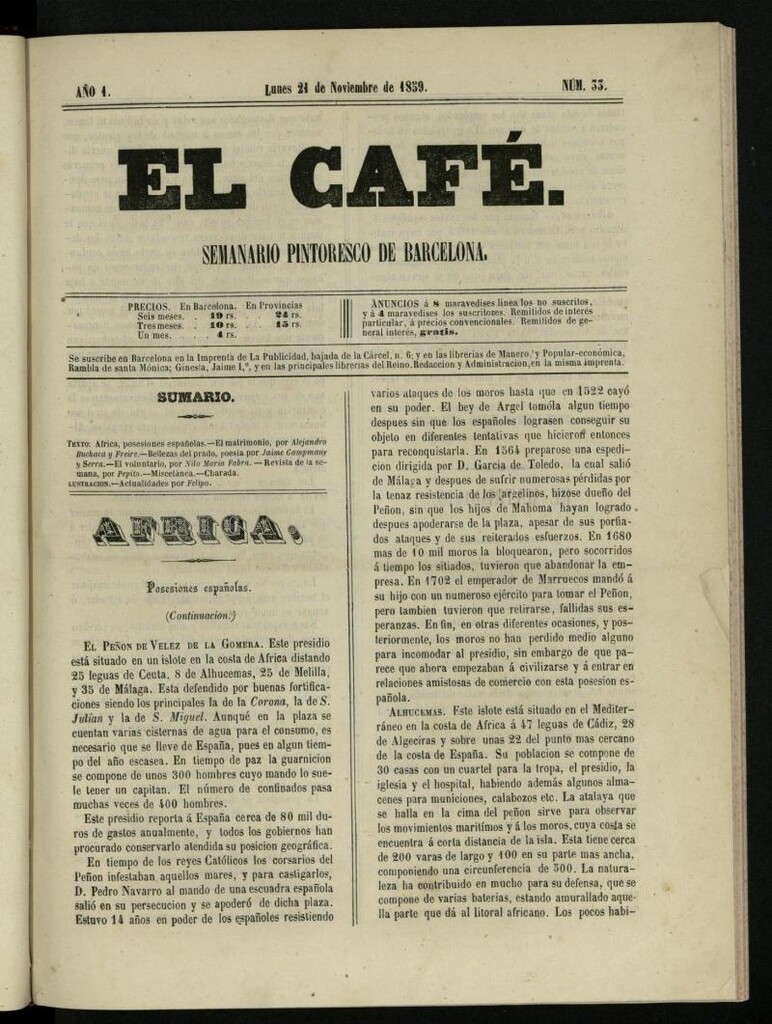 AÑO 1.
Lunes 21 de Noviembre de 1859.
NÚM. 33.
EL CAFÉ.
SEMANARIO PINTORESCO DE BARCELONA.
PRECIOS. En Barcelona. En Provincias
Seis meses. . 19 rs. 24 rs.
Tres meses. . 10 rs. . . 15 rs.
Un mes. . . 4 rs.
ANUNCIOS á 8 maravedises linea los no suscritos,
y á 4 maravedises los suscritores. Remitidos de interés
particular, á précios convencionales. Remitidos de ge-
neral interés, gratis.
Se suscribe en Barcelona en la Imprenta de La Publicidad, bajada de la Cárcel, n. 6; y en las librerias de Manero, y Popular-económica,
Rambla de santa Mónica; Ginesta, Jaime I,º, y en las principales librerias del Reino. Redaccion y Administracion, en la misma imprenta.
SUMARIO.
TEXTO: Africa, posesiones españolas.—El matrimonio, por Alejandro
Buchaca y Freire.—Bellezas del prado, poesía por Jaime Campmany
y Serra.—El voluntario, por Nilo Maria Fabra. — Revista de la se-
mana, por Pepito.—Miscelánea.—Charada.
ILUSTRACION.—Actualidades por Felipo.
AFRICA.
Posesiones españolas.
(Continuacion.)
EL PEÑON DE VELEZ DE LA GOMERA. Este presidio
está situado en un islote en la costa de Africa distando
25 leguas de Ceuta, 8 de Alhucemas, 25 de Melilla,
y 35 de Málaga. Esta defendido por buenas fortifica-
ciones siendo los principales la de la Corona, la de S.
Julian y la de S. Miguel. Aunqué en la plaza se
cuentan varias cisternas de agua para el consumo, es
necesario que se lleve de España, pues en algun tiem-
po del año escasea. En tiempo de paz la guarnicion
se compone de unos 300 hombres cuyo mando lo sue-
le tener un capitan. El número de confinados pasa
muchas veces de 400 hombres.
Este presidio reporta á España cerca de 80 mil du-
ros de gastos anualmente, y todos los gobiernos han
procurado conservarlo atendida su posicion geográfica.
En tiempo de los reyes Católicos los corsarios del
Peñon infestaban aquellos mares, y para castigarlos,
D. Pedro Navarro al mando de una escuadra española
salió en su persecucion y se apoderó de dicha plaza.
Estuvo 14 años en poder de los españoles resistiendo
varios ataques de los moros hasta que en 1522 cayó
en su poder. El bey de Argel tomóla algun tiempo
despues sin que los españoles lograsen conseguir su
objeto en diferentes tentativas que hicieron entonces
para reconquistarla. En 1564 preparose una espedi-
cion dirigida por D. Garcia de Toledo, la cual salió
de Málaga y despues de sufrir numerosas pérdidas por
la tenaz resistencia de los argelinos, hizose dueño del
Peñon, sin que los hijos de Mahoma hayan logrado
despues apoderarse de la plaza, apesar de sus porfia-
dos ataques y de sus reiterados esfuerzos. En 1680
mas de 10 mil moros la bloquearon, pero socorridos
á tiempo los sitiados, tuvieron que abandonar la em-
presa. En 1702 el emperador de Marruecos mandó á
su hijo con un numeroso ejército para tomar el Peñon,
pero tambien tuvieron que retirarse, fallidas sus es-
peranzas. En fin, en otras diferentes ocasiones, y pos-
teriormente, los moros no han perdido medio alguno
para incomodar al presidio, sin embargo de que pa-
rece que ahora empezaban á civilizarse y á entrar en
relaciones amistosas de comercio con esta posesion es-
pañola.
ALHUCEMAS. Este islote está situado en el Mediter-
ráneo en la costa de Africa á 47 leguas de Cádiz, 28
de Algeciras y sobre unas 22 del punto mas cercano
de la costa de España. Su poblacion se compone de
30 casas con un cuartel para la tropa, el presidio, la
iglesia y el hospital, habiendo además algunos alma-
cenes para municiones, calabozos etc. La atalaya que
se halla en la cima del peñon sirve para observar
los movimientos maritimos y á los moros, cuya costa se
encuentra á corta distancia de la isla. Esta tiene cerca
de 200 varas de largo y 100 en su parte mas ancha,
componiendo una circunferencia de 500. La natura-
leza ha contribuido en mucho para su defensa, que se
compone de varias baterias, estando amurallado aque-
lla parte que dá al litoral africano. Los pocos habi-